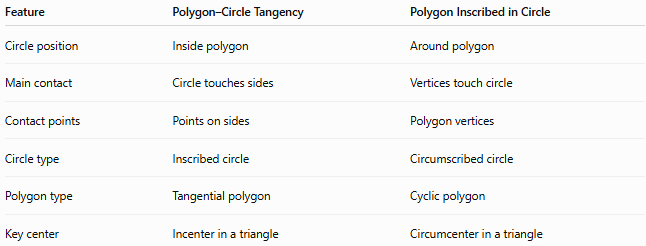 Feature Polygon–Circle Tangency Polygon Inscribed in Circle
Circle position Inside polygon Around polygon
Main contact Circle touches sides Vertices touch circle
Contact points Points on sides Polygon vertices
Circle type Inscribed circle Circumscribed circle
Polygon type Tangential polygon Cyclic polygon
Key center Incenter in a triangle Circumcenter in a triangle